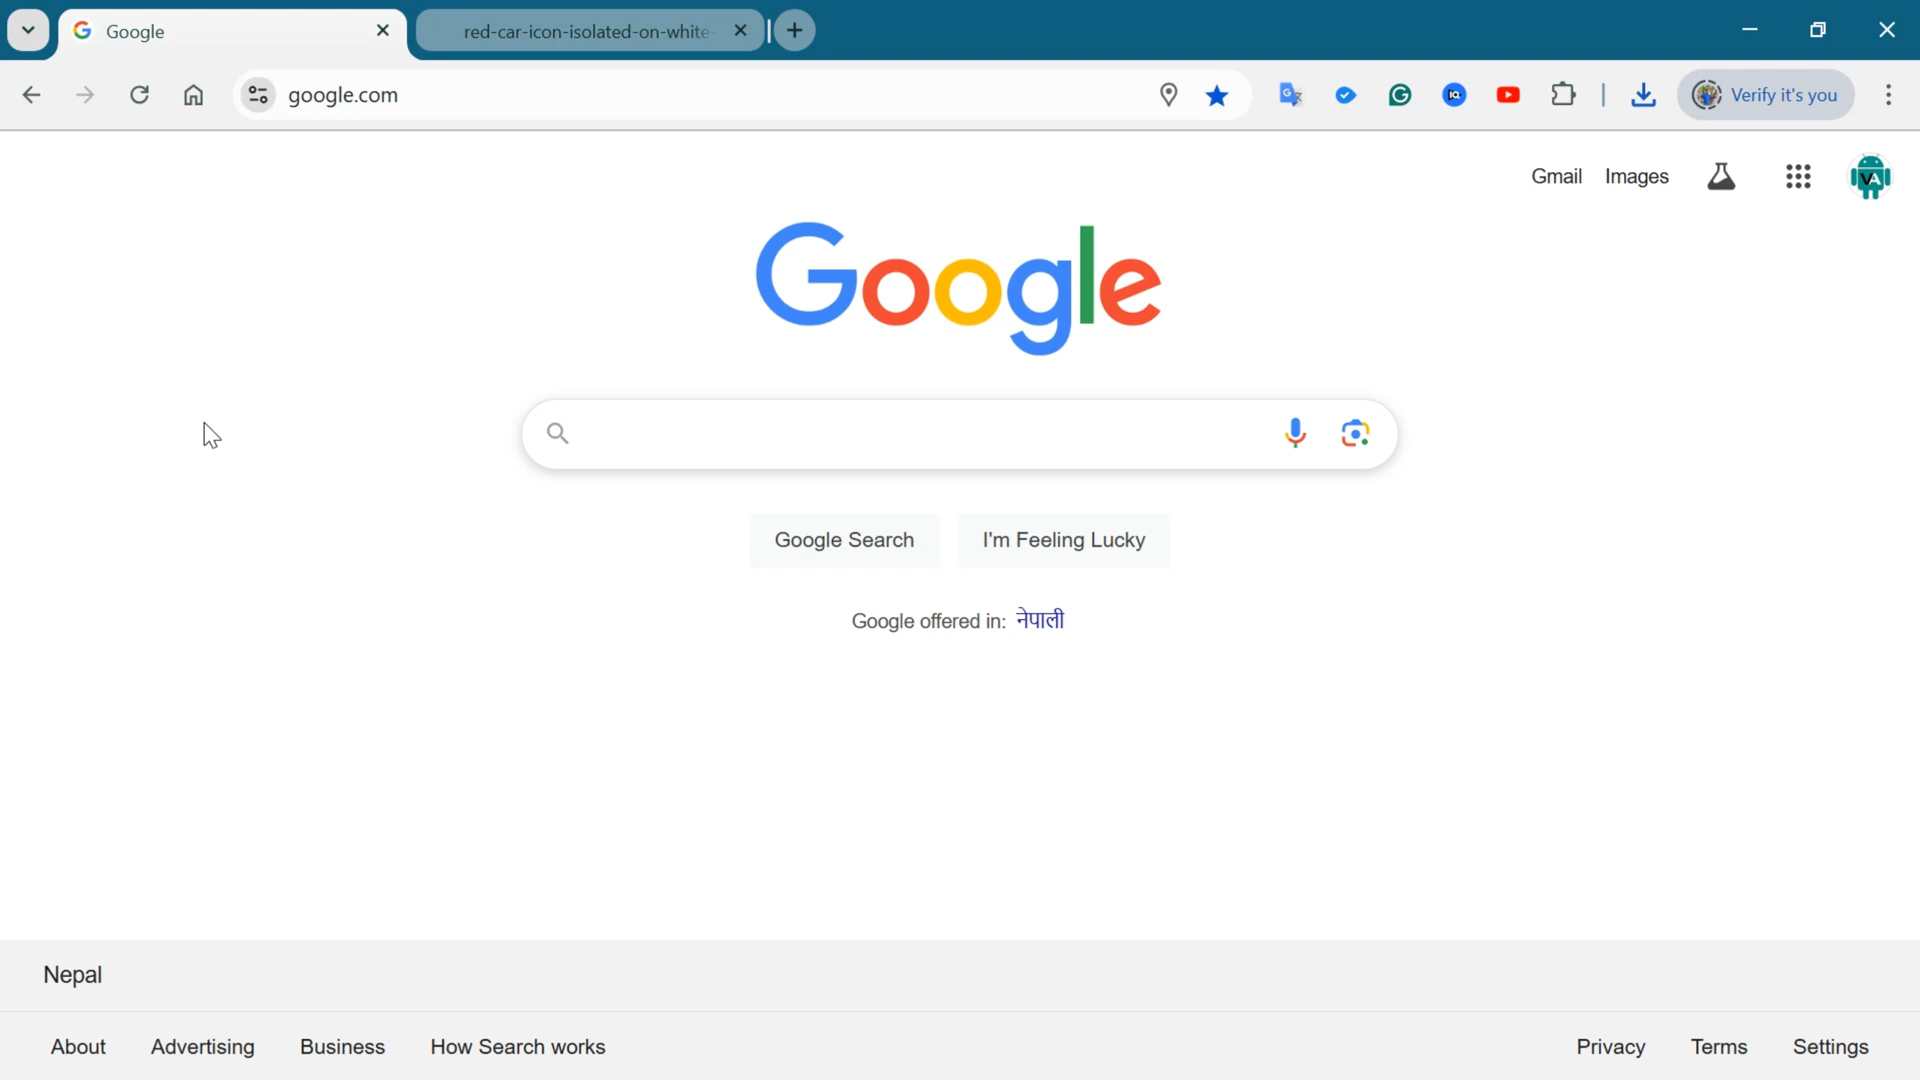 Google
red-car-icon-isolated-on-white-
google.com
Verify it's you
Gmail Images
VA
Google
Google Search I'm Feeling Lucky
Google offered in: नेपाली
Nepal
About Advertising Business How Search works Privacy Terms Settings